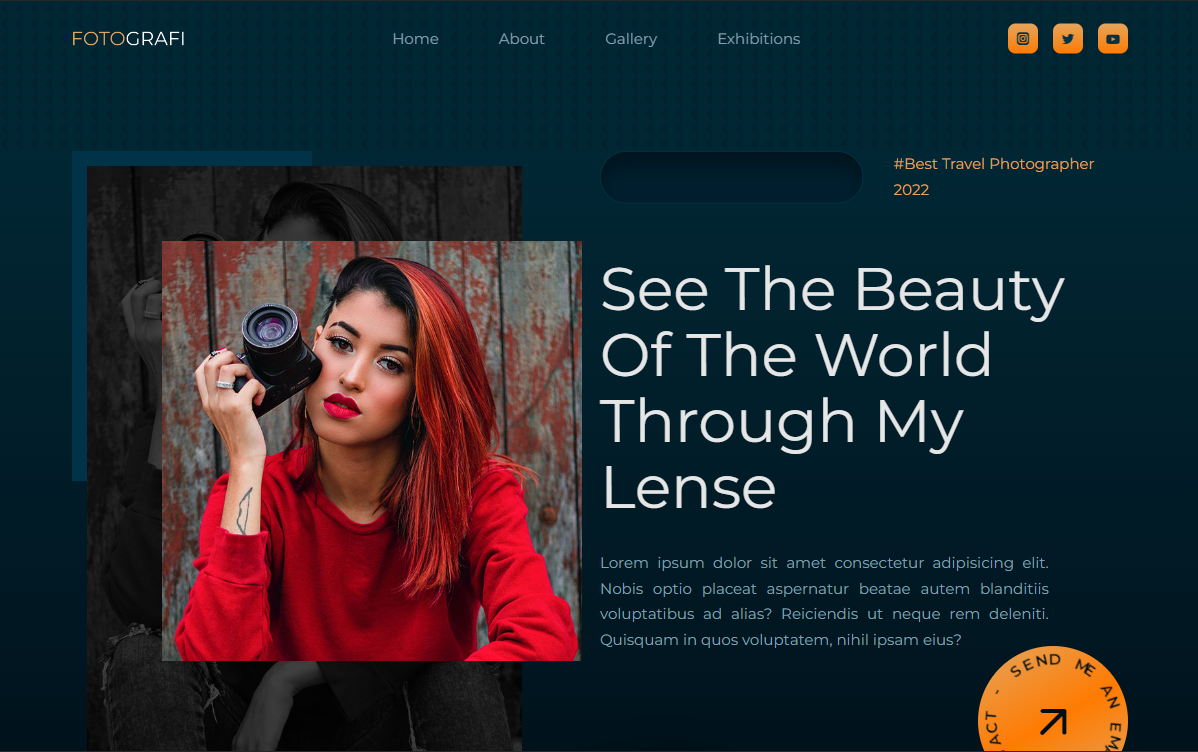 FOTOGRAFI
Home
About
Gallery
Exhibitions
#Best Travel Photographer
2022
See The Beauty
Of The World
Through My
Lense
Lorem ipsum dolor sit amet consectetur adipisicing elit.
Nobis optio placeat aspernatur beatae autem blanditiis
voluptatibus ad alias? Reiciendis ut neque rem deleniti.
Quisquam in quos voluptatem, nihil ipsam eius?
- SEND ME AN